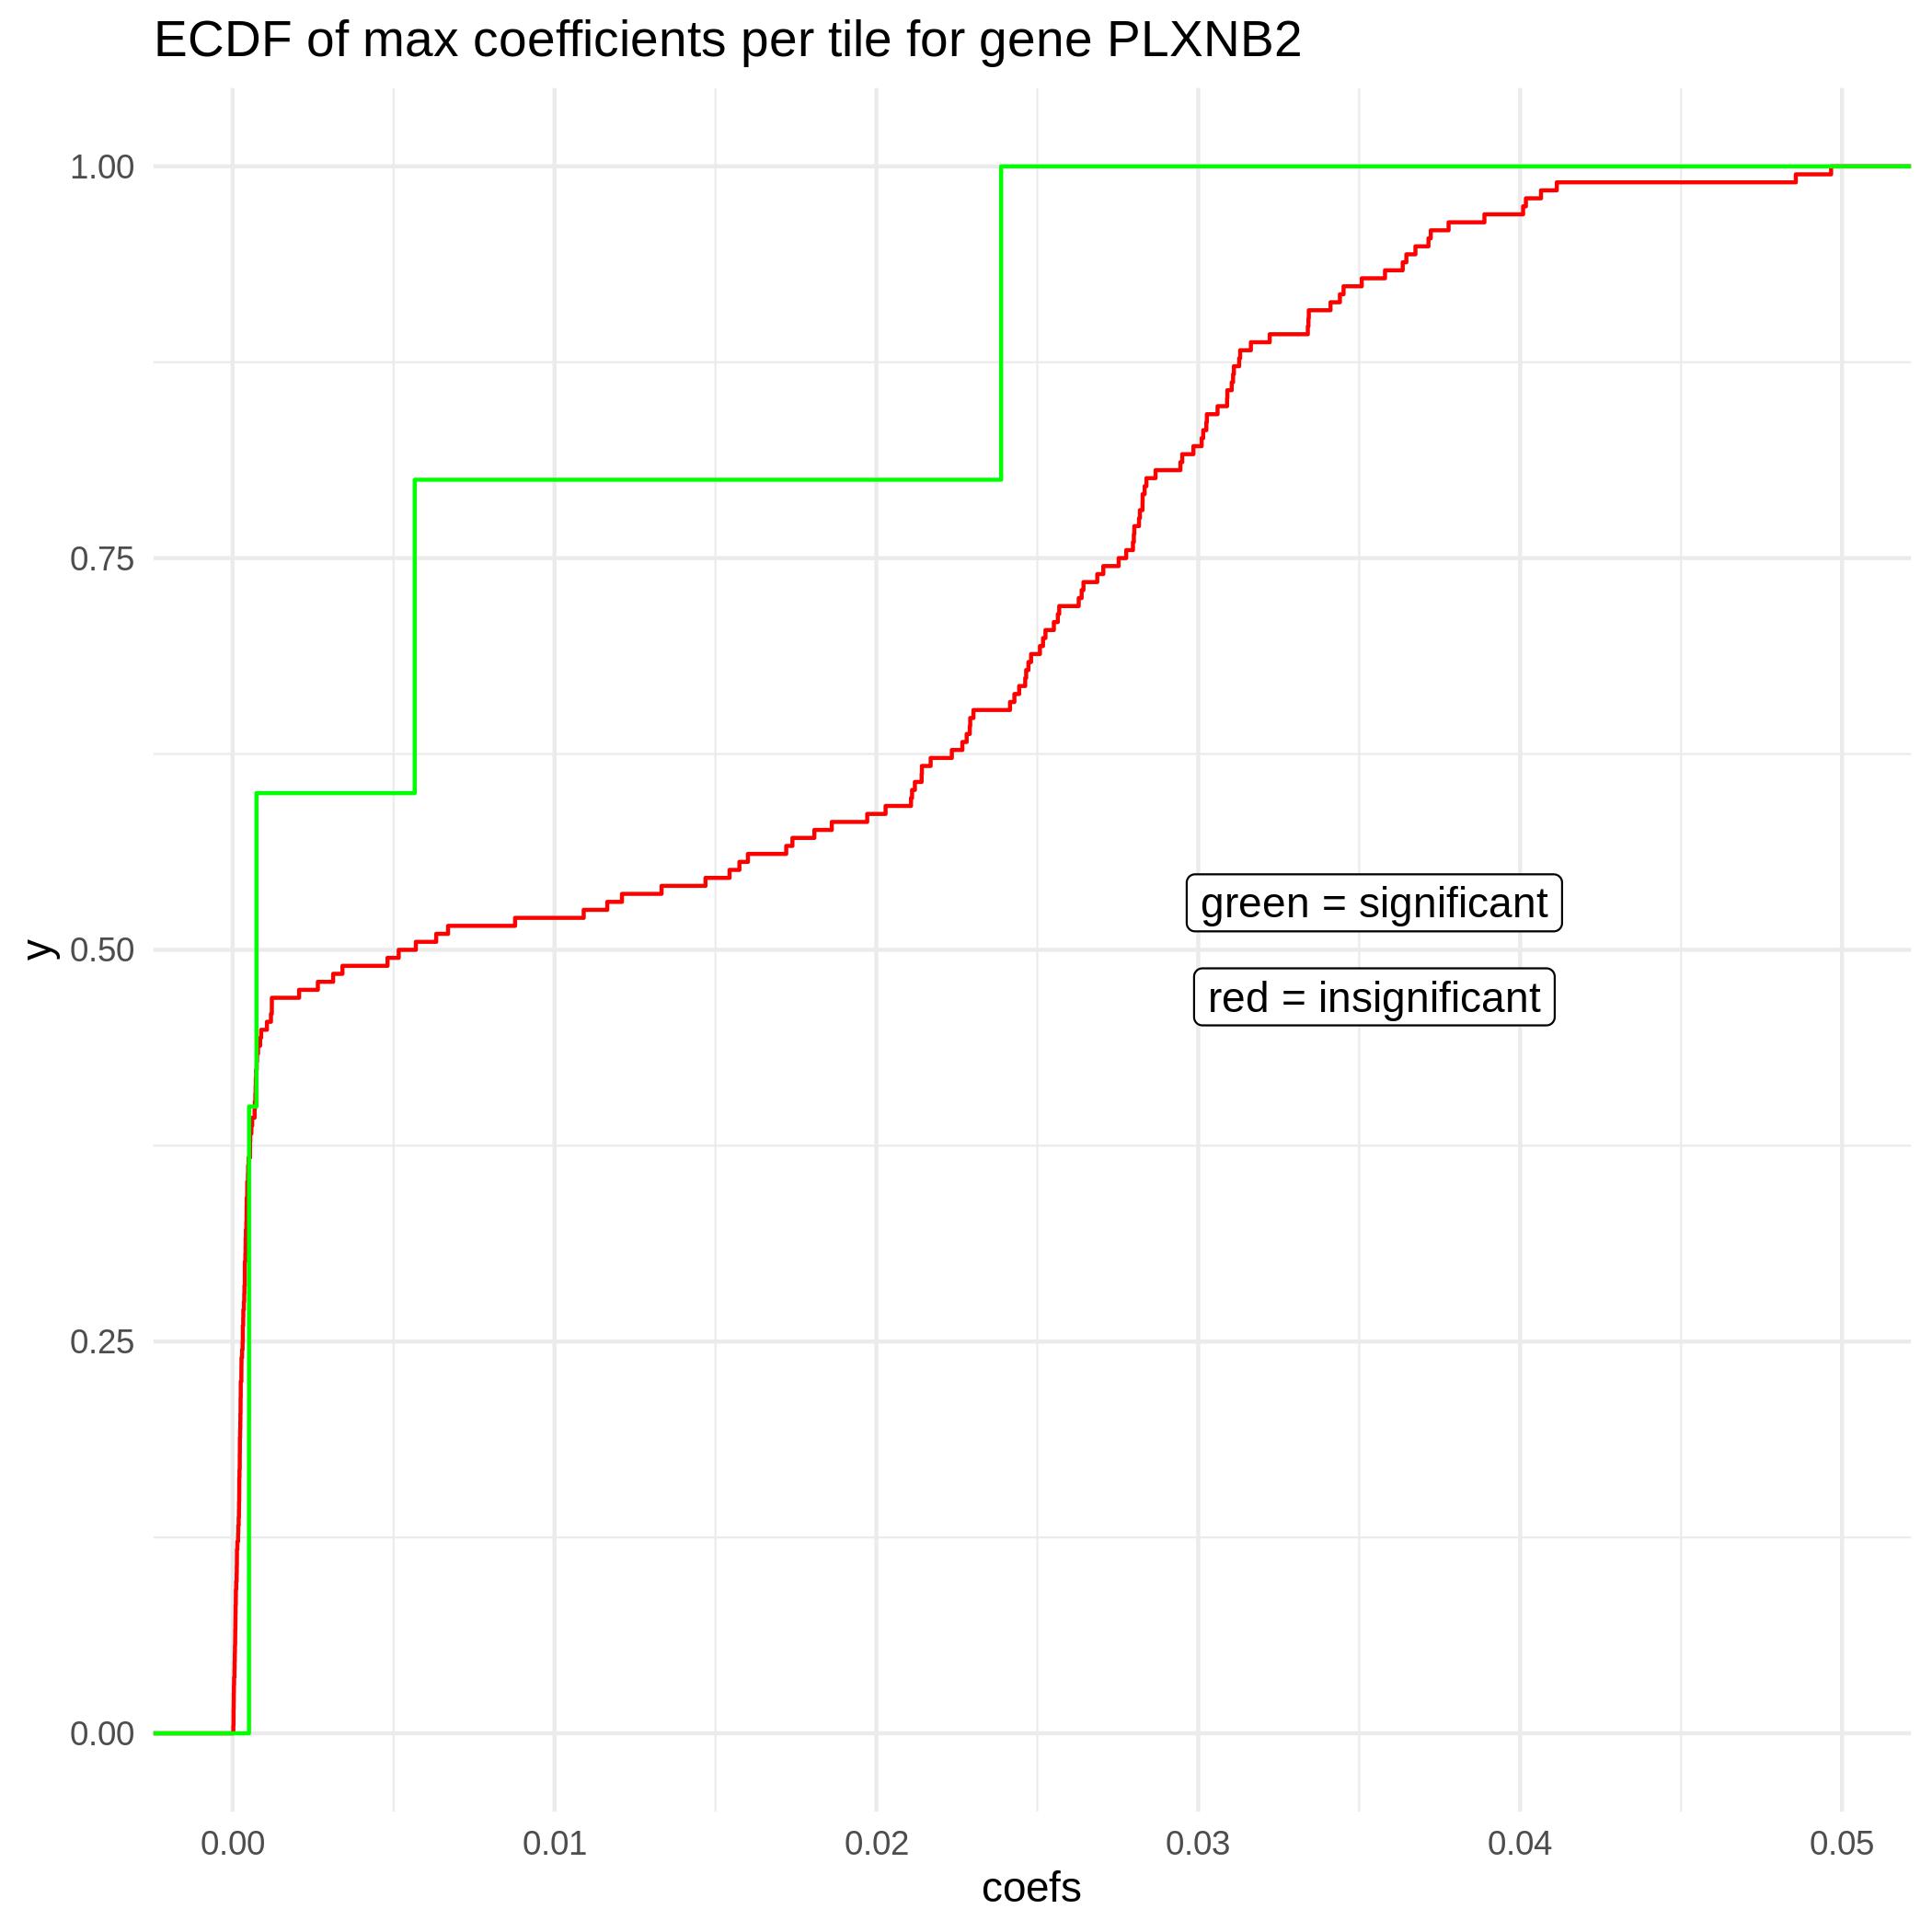 ECDF of max coefficients per tile for gene PLXNB2
1.00
0.75
0.50
0.25
0.00
y
green = significant
red = insignificant
0.00 0.01 0.02 0.03 0.04 0.05
coefs